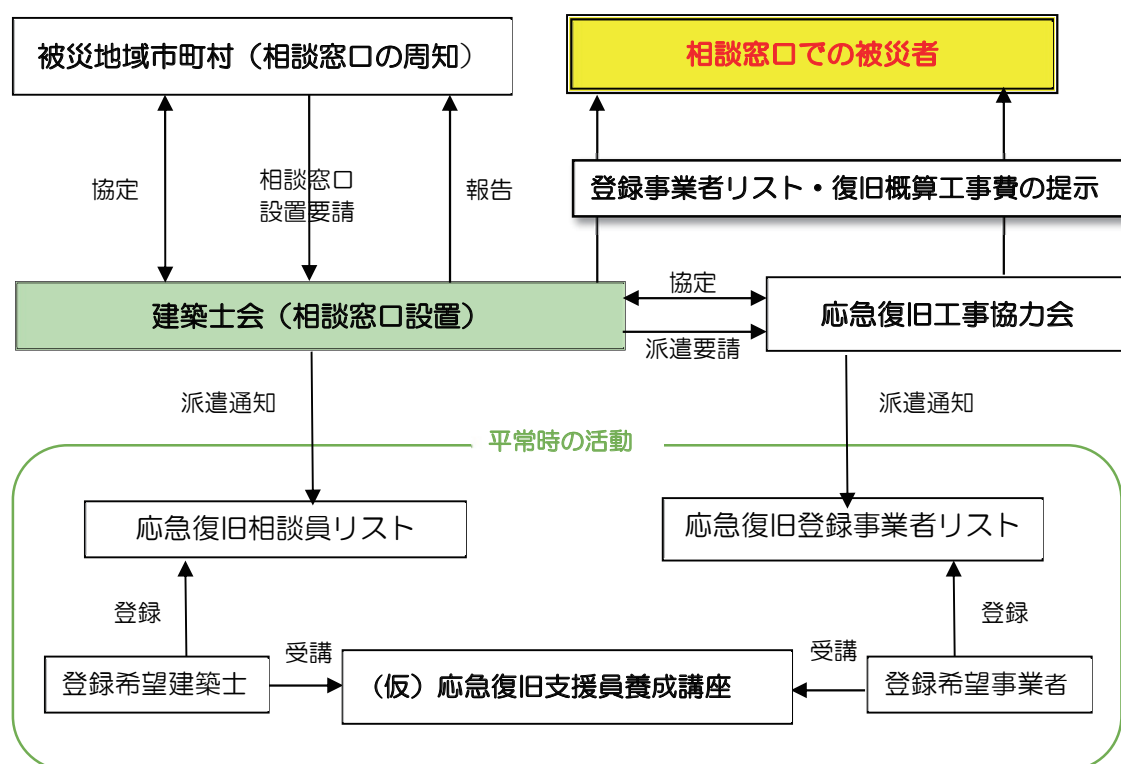 被災地域市町村（相談窓口の周知）
相談窓口での被災者
協定
相談窓口
設置要請
報告
登録事業者リスト・復旧概算工事費の提示
建築士会（相談窓口設置）
協定
派遣要請
応急復旧工事協力会
派遣通知
派遣通知
平常時の活動
応急復旧相談員リスト
応急復旧登録事業者リスト
登録
登録
登録希望建築士
受講
（仮）応急復旧支援員養成講座
受講
登録希望事業者